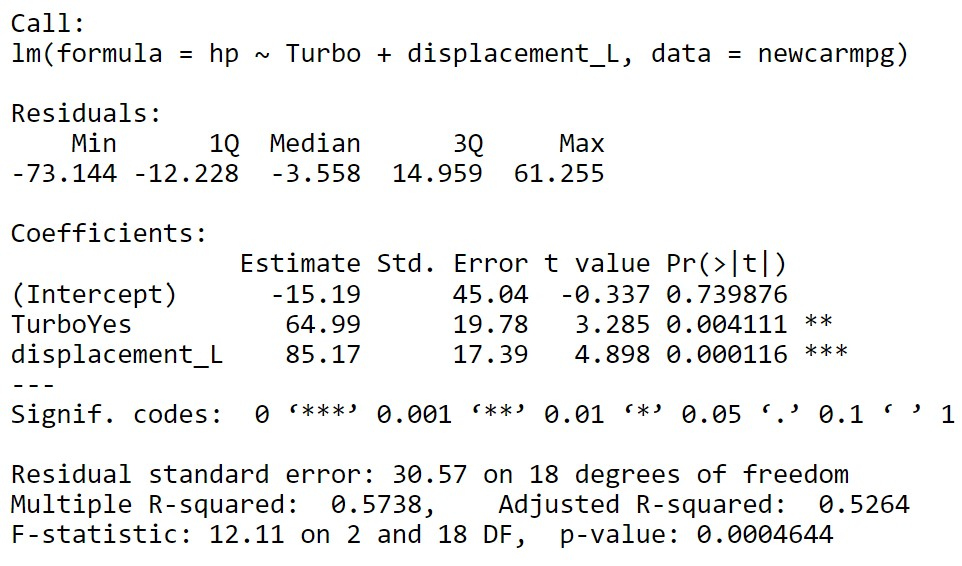 Call:
lm(formula = hp ~ Turbo + displacement_L, data = newcarmpg)
Residuals:
    Min      1Q  Median      3Q     Max
-73.144 -12.228  -3.558  14.959  61.255
Coefficients:
               Estimate Std. Error t value Pr(>|t|)
(Intercept)      -15.19      45.04  -0.337 0.739876
TurboYes          64.99      19.78   3.285 0.004111 **
displacement_L    85.17      17.39   4.898 0.000116 ***
---
Signif. codes:  0 ‘***’ 0.001 ‘**’ 0.01 ‘*’ 0.05 ‘.’ 0.1 ‘ ’ 1
Residual standard error: 30.57 on 18 degrees of freedom
Multiple R-squared:  0.5738,    Adjusted R-squared:  0.5264
F-statistic: 12.11 on 2 and 18 DF,  p-value: 0.0004644